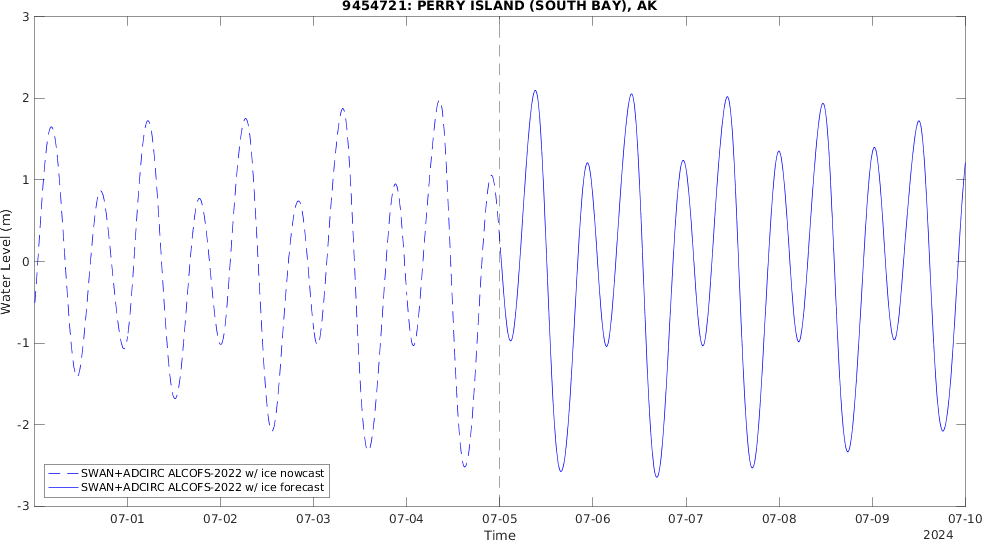 9454721: PERRY ISLAND (SOUTH BAY), AK
3
2
1
0
-1
-2
-3
Water Level (m)
SWAN+ADCIRC ALCOFS-2022 w/ ice nowcast
SWAN+ADCIRC ALCOFS-2022 w/ ice forecast
07-01 07-02 07-03 07-04 07-05 07-06 07-07 07-08 07-09 07-10
Time
2024